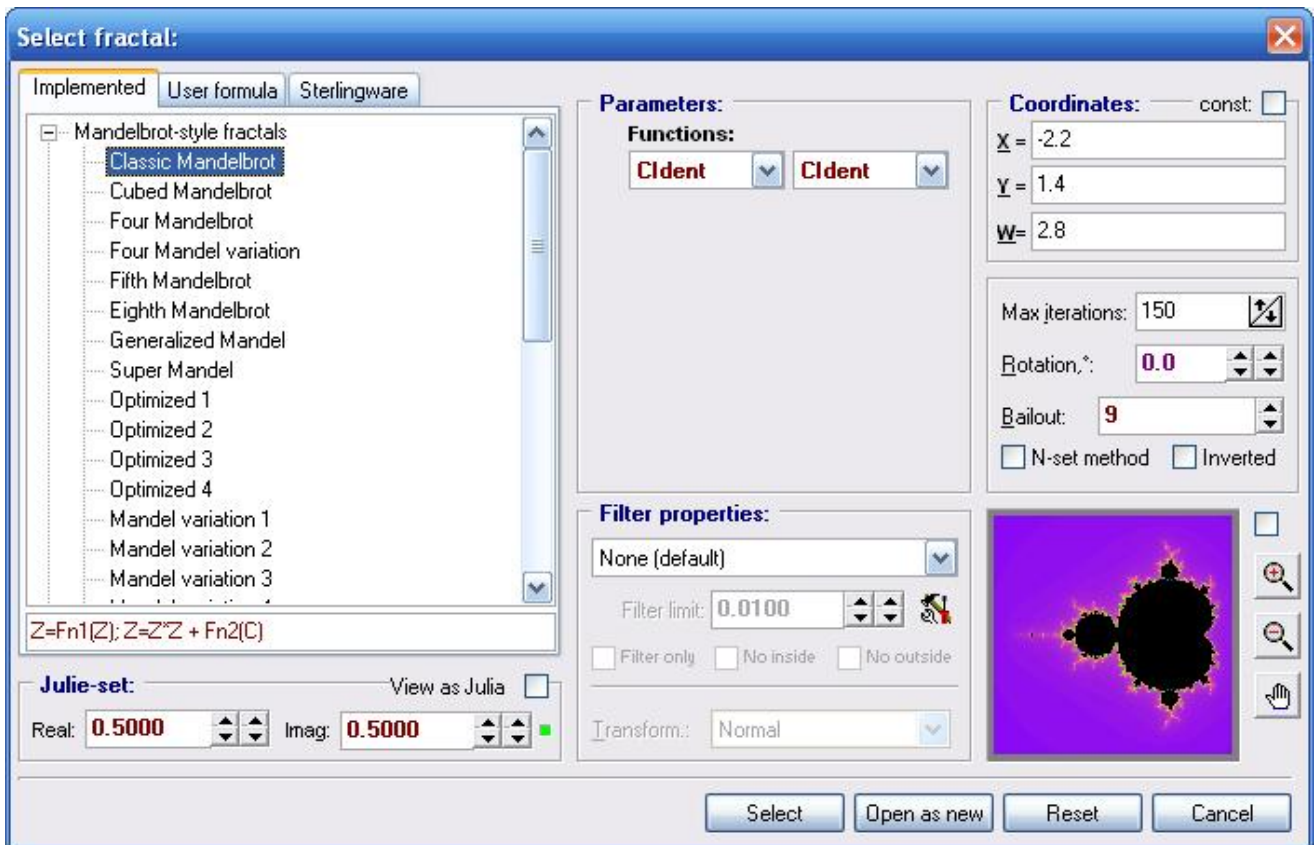 Select fractal:
Implemented User formula Sterlingware
Mandelbrot-style fractals
Classic Mandelbrot
Cubed Mandelbrot
Four Mandelbrot
Four Mandel variation
Fifth Mandelbrot
Eighth Mandelbrot
Generalized Mandel
Super Mandel
Optimized 1
Optimized 2
Optimized 3
Optimized 4
Mandel variation 1
Mandel variation 2
Mandel variation 3
Z=Fn1(Z); Z=Z*Z + Fn2(C)
Julie-set: View as Julia
Real: 0.5000 Imag: 0.5000
Parameters:
Functions:
CIdent CIdent
Filter properties:
None (default)
Filter limit: 0.0100
Filter only No inside No outside
Transform.: Normal
Coordinates: const:
X = -2.2
Y = 1.4
W= 2.8
Max iterations: 150
Rotation,°: 0.0
Bailout: 9
N-set method Inverted
Select Open as new Reset Cancel